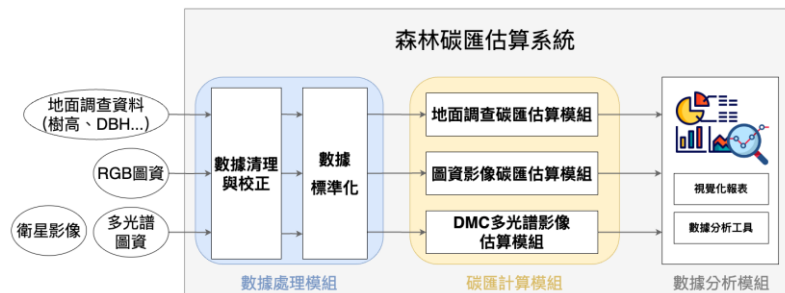 森林碳匯估算系統
地面調查資料
(樹高、DBH...)
RGB圖資
衛星影像
多光譜
圖資
數據清理
與校正
數據
標準化
數據處理模組
地面調查碳匯估算模組
圖資影像碳匯估算模組
DMC多光譜影像
估算模組
碳匯計算模組
視覺化報表
數據分析工具
數據分析模組